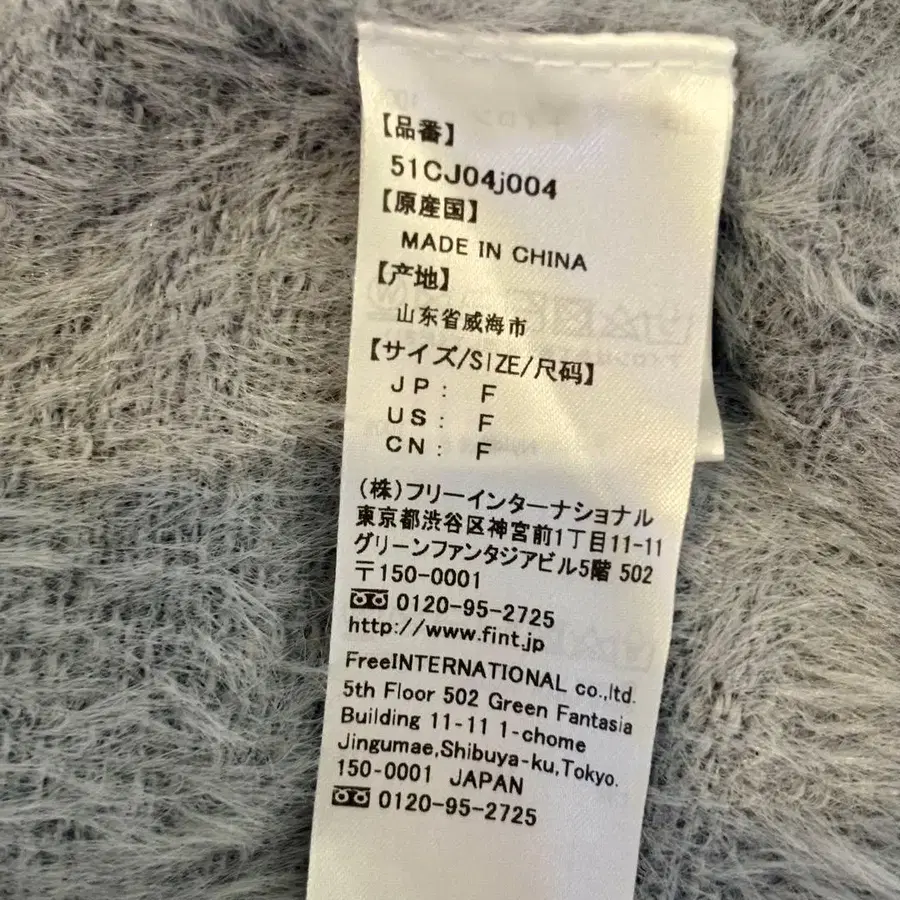 【品番】
51CJ04j004
【原産国】
MADE IN CHINA
【产地】
山东省威海市
【サイズ/SIZE/尺码】
JP: F
US: F
CN: F
(株)フリーインターナショナル
東京都渋谷区神宮前1丁目11-11
グリーンファンタジアビル5階 502
〒150-0001
0120-95-2725
http://www.fint.jp
FreeINTERNATIONAL co.,ltd.
5th Floor 502 Green Fantasia
Building 11-11 1-chome
Jingumae,Shibuya-ku,Tokyo.
150-0001 JAPAN
0120-95-2725